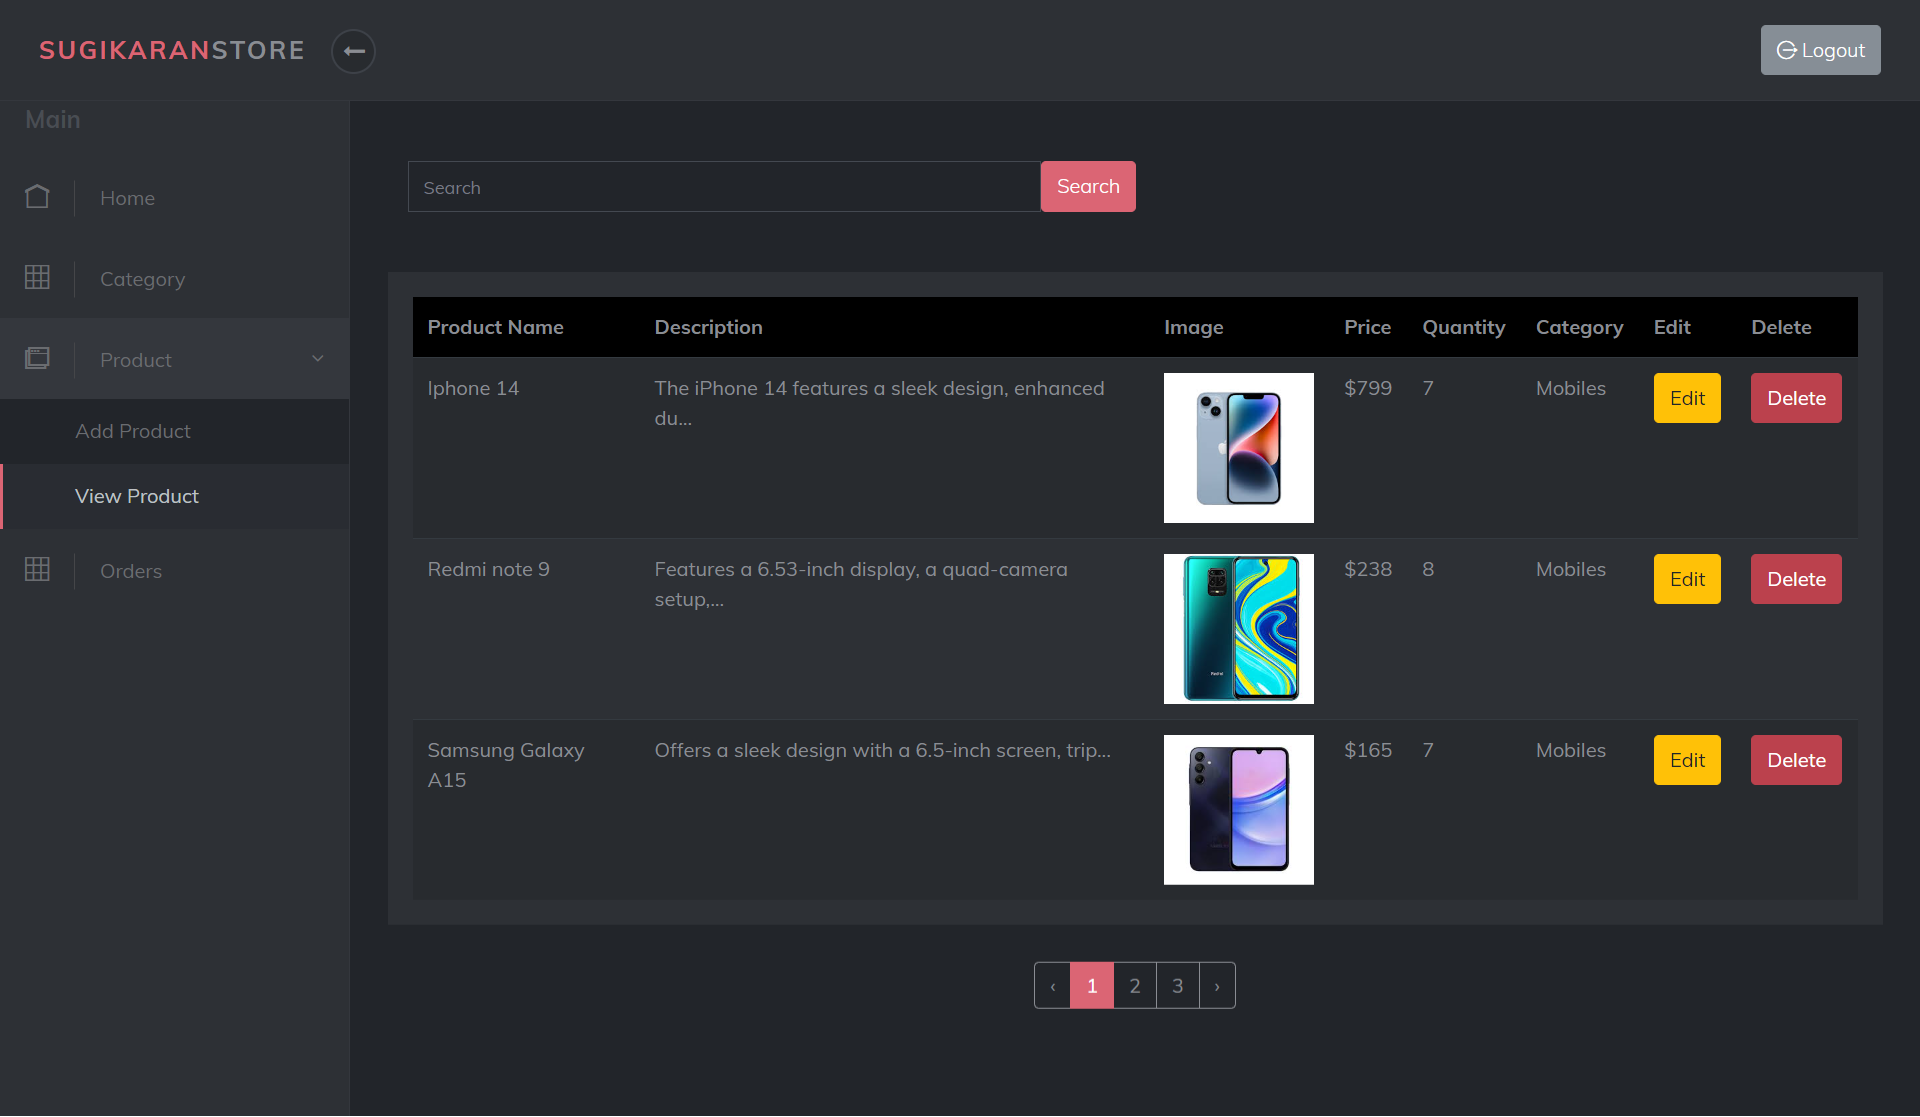 SUGIKARANSTORE
Logout
Main
Home
Category
Product
Add Product
View Product
Orders
Search
Search
Product Name Description Image Price Quantity Category Edit Delete
Iphone 14 The iPhone 14 features a sleek design, enhanced $799 7 Mobiles Edit Delete
du...
Redmi note 9 Features a 6.53-inch display, a quad-camera $238 8 Mobiles Edit Delete
setup,...
Redmi
Samsung Galaxy Offers a sleek design with a 6.5-inch screen, trip... $165 7 Mobiles Edit Delete
A15
‹ 1 2 3 ›